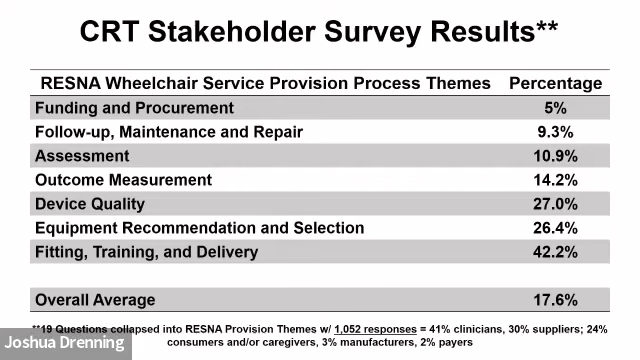 CRT Stakeholder Survey Results**
RESNA Wheelchair Service Provision Process Themes Percentage
Funding and Procurement 5%
Follow-up, Maintenance and Repair 9.3%
Assessment 10.9%
Outcome Measurement 14.2%
Device Quality 27.0%
Equipment Recommendation and Selection 26.4%
Fitting, Training, and Delivery 42.2%
Overall Average 17.6%
**19 Questions collapsed into RESNA Provision Themes w/ 1,052 responses = 41% clinicians, 30% suppliers; 24%
consumers and/or caregivers, 3% manufacturers, 2% payers
Joshua Drenning